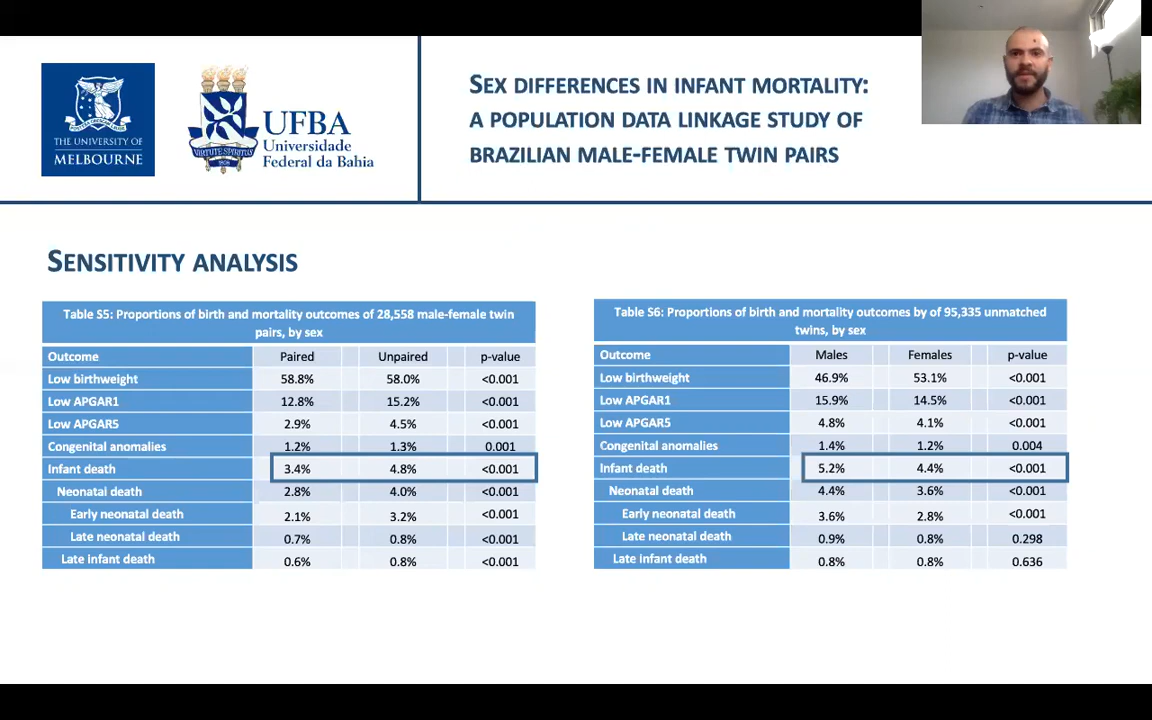 THE UNIVERSITY OF
MELBOURNE
VIRTUTE SPIRITUS
UFBA
Universidade
Federal da Bahia
SEX DIFFERENCES IN INFANT MORTALITY:
A POPULATION DATA LINKAGE STUDY OF
BRAZILIAN MALE-FEMALE TWIN PAIRS
SENSITIVITY ANALYSIS
Table S5: Proportions of birth and mortality outcomes of 28,558 male-female twin
pairs, by sex
Outcome Paired Unpaired p-value
Low birthweight 58.8% 58.0% <0.001
Low APGAR1 12.8% 15.2% <0.001
Low APGAR5 2.9% 4.5% <0.001
Congenital anomalies 1.2% 1.3% 0.001
Infant death 3.4% 4.8% <0.001
Neonatal death 2.8% 4.0% <0.001
Early neonatal death 2.1% 3.2% <0.001
Late neonatal death 0.7% 0.8% <0.001
Late infant death 0.6% 0.8% <0.001
Table S6: Proportions of birth and mortality outcomes by of 95,335 unmatched
twins, by sex
Outcome Males Females p-value
Low birthweight 46.9% 53.1% <0.001
Low APGAR1 15.9% 14.5% <0.001
Low APGAR5 4.8% 4.1% <0.001
Congenital anomalies 1.4% 1.2% 0.004
Infant death 5.2% 4.4% <0.001
Neonatal death 4.4% 3.6% <0.001
Early neonatal death 3.6% 2.8% <0.001
Late neonatal death 0.9% 0.8% 0.298
Late infant death 0.8% 0.8% 0.636